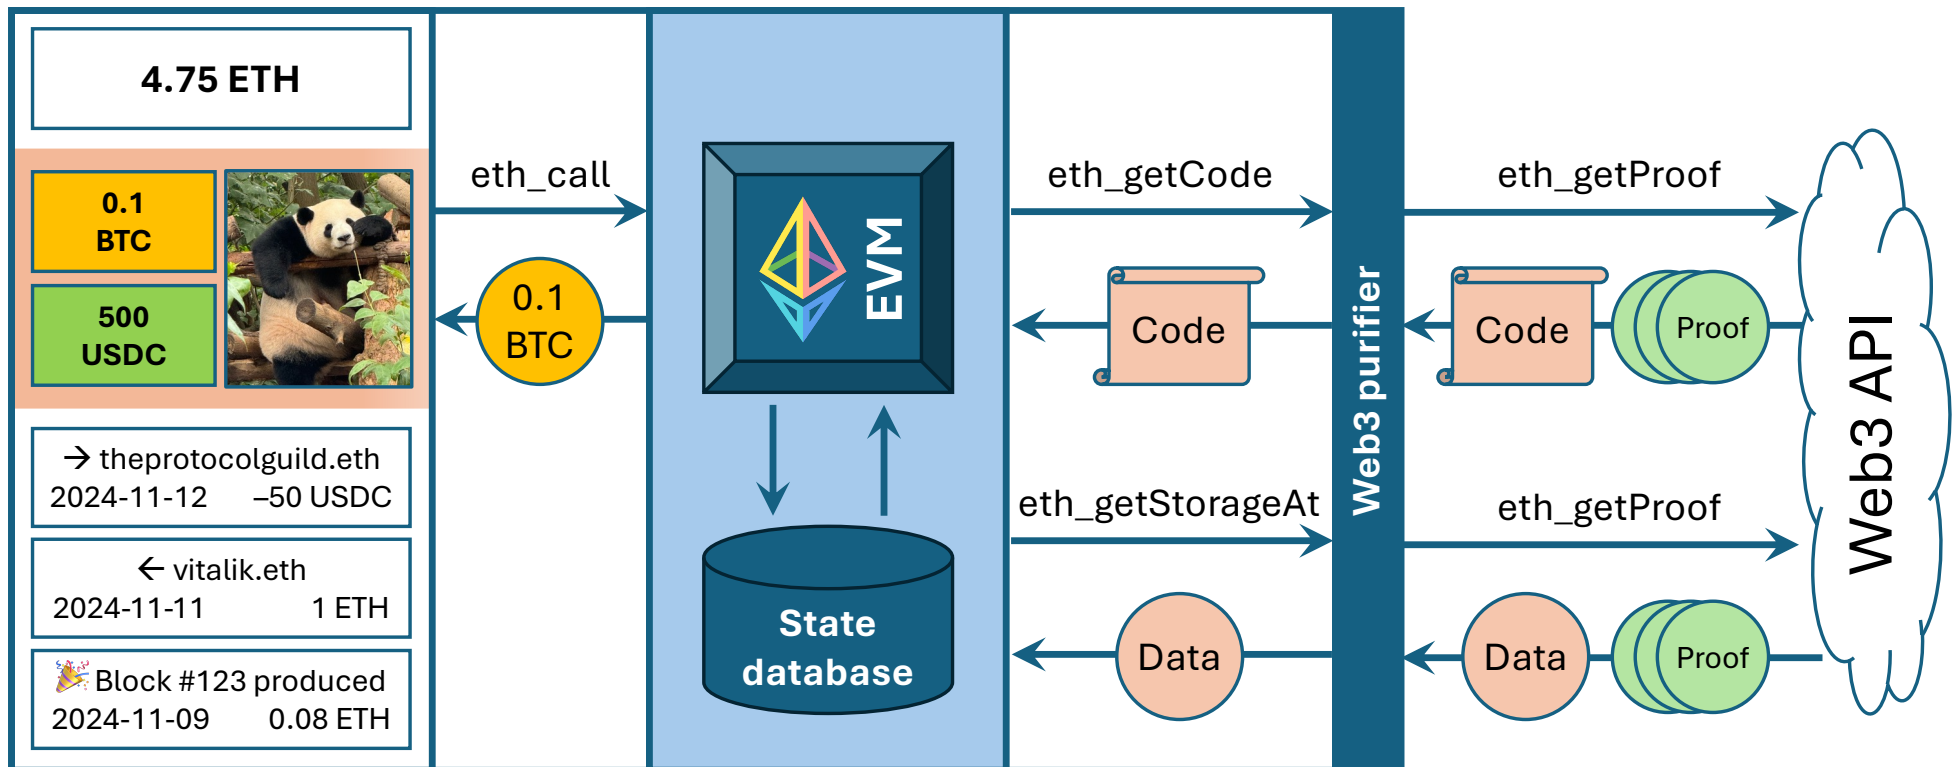 4.75 ETH
0.1
BTC
500
USDC
→ theprotocolguild.eth
2024-11-12 –50 USDC
← vitalik.eth
2024-11-11 1 ETH
🎉 Block #123 produced
2024-11-09 0.08 ETH
eth_call
0.1
BTC
EVM
State
database
eth_getCode
Code
eth_getStorageAt
Data
Web3 purifier
eth_getProof
Code
Proof
eth_getProof
Data
Proof
Web3 API